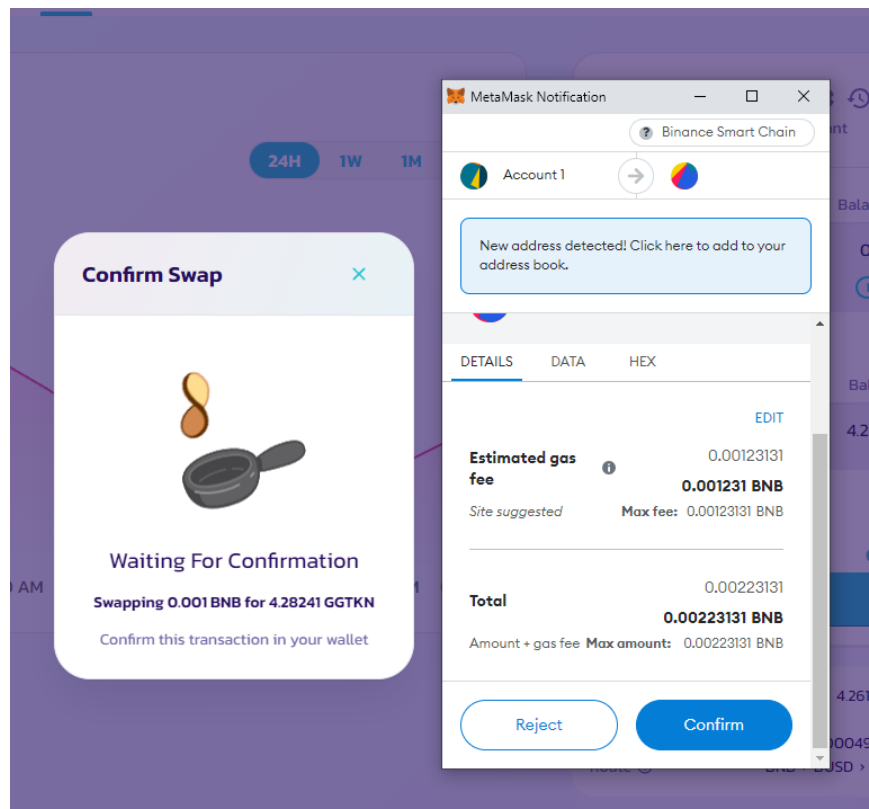 24H 1W 1M
AM
Confirm Swap
Waiting For Confirmation
Swapping 0.001 BNB for 4.28241 GGTKN
Confirm this transaction in your wallet
MetaMask Notification
? Binance Smart Chain
Account 1
New address detected! Click here to add to your
address book.
DETAILS DATA HEX
EDIT
Estimated gas
fee
0.00123131
0.001231 BNB
Site suggested
Max fee: 0.00123131 BNB
Total
0.00223131
0.00223131 BNB
Amount + gas fee Max amount: 0.00223131 BNB
Reject Confirm